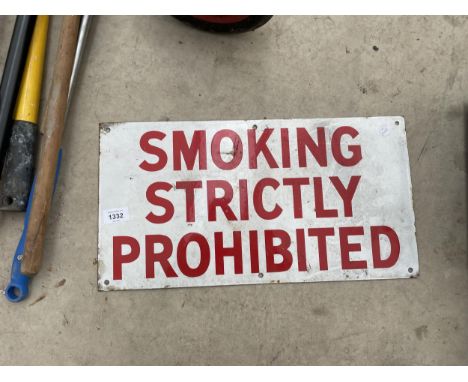 SMOKING
STRICTLY
1332
PROHIBITED